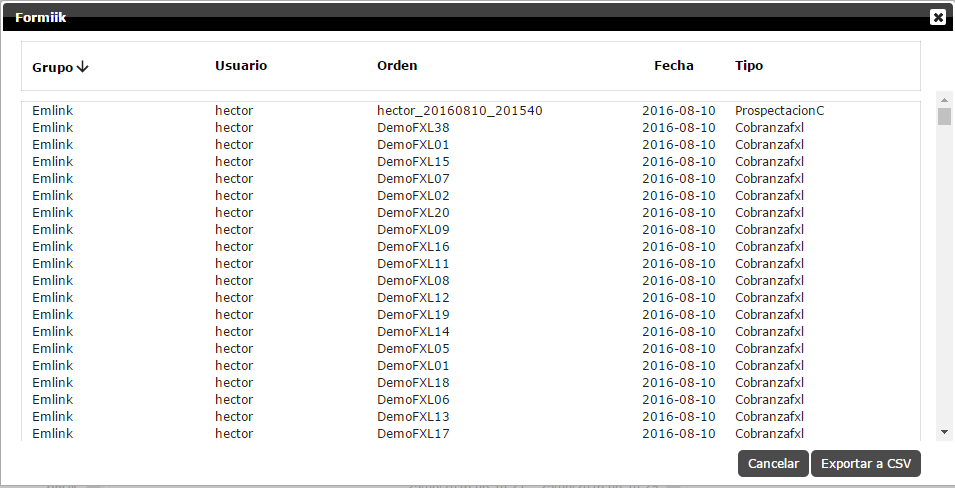 Formiik
Grupo Usuario Orden Fecha Tipo
Emlink hector hector_20160810_201540 2016-08-10 ProspectacionC
Emlink hector DemoFXL38 2016-08-10 Cobranzafxl
Emlink hector DemoFXL01 2016-08-10 Cobranzafxl
Emlink hector DemoFXL15 2016-08-10 Cobranzafxl
Emlink hector DemoFXL07 2016-08-10 Cobranzafxl
Emlink hector DemoFXL02 2016-08-10 Cobranzafxl
Emlink hector DemoFXL20 2016-08-10 Cobranzafxl
Emlink hector DemoFXL09 2016-08-10 Cobranzafxl
Emlink hector DemoFXL16 2016-08-10 Cobranzafxl
Emlink hector DemoFXL11 2016-08-10 Cobranzafxl
Emlink hector DemoFXL08 2016-08-10 Cobranzafxl
Emlink hector DemoFXL12 2016-08-10 Cobranzafxl
Emlink hector DemoFXL19 2016-08-10 Cobranzafxl
Emlink hector DemoFXL14 2016-08-10 Cobranzafxl
Emlink hector DemoFXL05 2016-08-10 Cobranzafxl
Emlink hector DemoFXL01 2016-08-10 Cobranzafxl
Emlink hector DemoFXL18 2016-08-10 Cobranzafxl
Emlink hector DemoFXL06 2016-08-10 Cobranzafxl
Emlink hector DemoFXL13 2016-08-10 Cobranzafxl
Emlink hector DemoFXL17 2016-08-10 Cobranzafxl
Cancelar Exportar a CSV